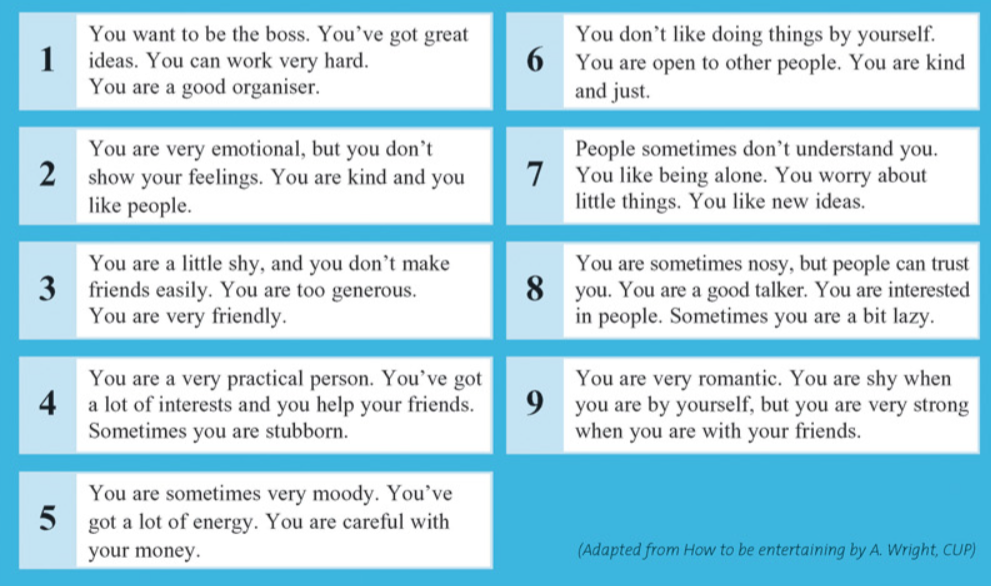 1
You want to be the boss. You've got great
ideas. You can work very hard.
You are a good organiser.
2
You are very emotional, but you don't
show your feelings. You are kind and you
like people.
3
You are a little shy, and you don't make
friends easily. You are too generous.
You are very friendly.
4
You are a very practical person. You've got
a lot of interests and you help your friends.
Sometimes you are stubborn.
5
You are sometimes very moody. You've
got a lot of energy. You are careful with
your money.
6
You don't like doing things by yourself.
You are open to other people. You are kind
and just.
7
People sometimes don't understand you.
You like being alone. You worry about
little things. You like new ideas.
8
You are sometimes nosy, but people can trust
you. You are a good talker. You are interested
in people. Sometimes you are a bit lazy.
9
You are very romantic. You are shy when
you are by yourself, but you are very strong
when you are with your friends.
(Adapted from How to be entertaining by A. Wright, CUP)